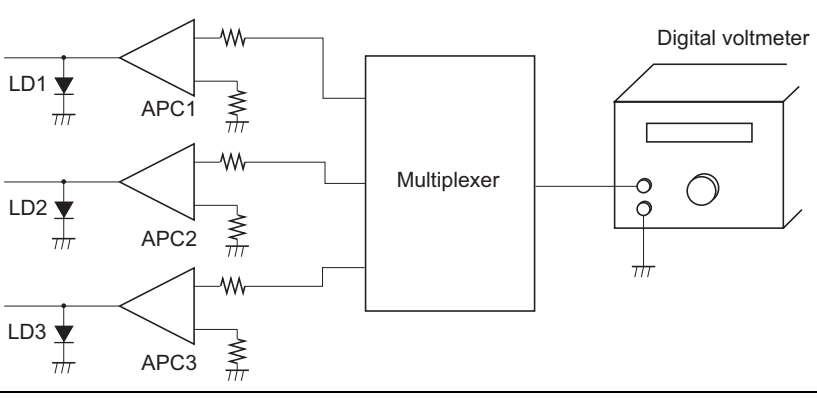 Digital voltmeter
LD1
APC1
Multiplexer
LD2
APC2
LD3
APC3